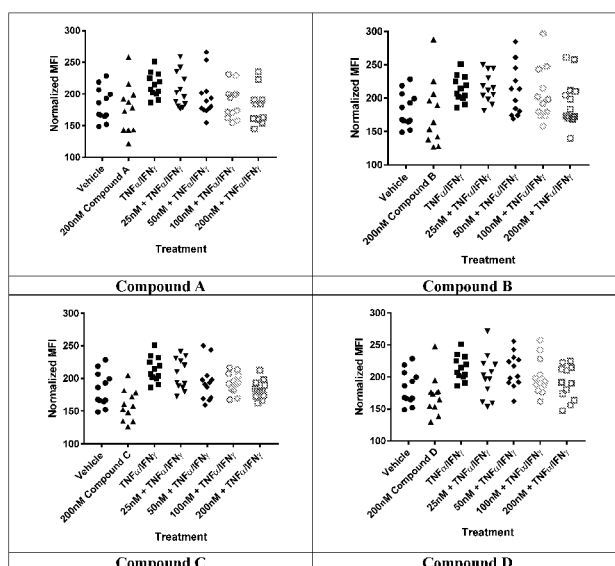 300
250
200
150
100
Normalized MFI
Vehicle
200nM Compound A
TNFα/IFNγ
25nM + TNFα/IFNγ
50nM + TNFα/IFNγ
100nM + TNFα/IFNγ
200nM + TNFα/IFNγ
Treatment
Compound A
300
250
200
150
100
Normalized MFI
Vehicle
200nM Compound B
TNFα/IFNγ
25nM + TNFα/IFNγ
50nM + TNFα/IFNγ
100nM + TNFα/IFNγ
200nM + TNFα/IFNγ
Treatment
Compound B
300
250
200
150
100
Normalized MFI
Vehicle
200nM Compound C
TNFα/IFNγ
25nM + TNFα/IFNγ
50nM + TNFα/IFNγ
100nM + TNFα/IFNγ
200nM + TNFα/IFNγ
Treatment
Compound C
300
250
200
150
100
Normalized MFI
Vehicle
200nM Compound D
TNFα/IFNγ
25nM + TNFα/IFNγ
50nM + TNFα/IFNγ
100nM + TNFα/IFNγ
200nM + TNFα/IFNγ
Treatment
Compound D